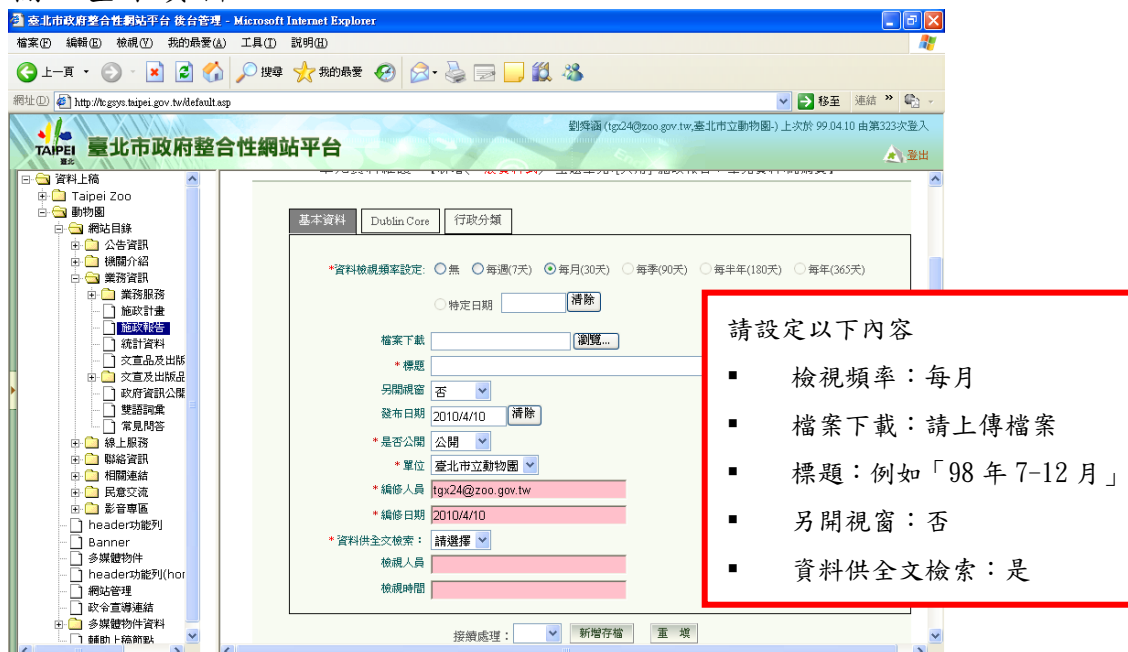 臺北市政府整合性網站平台 後台管理 - Microsoft Internet Explorer
檔案(F) 編輯(E) 檢視(V) 我的最愛(A) 工具(T) 說明(H)
上一頁 搜尋 我的最愛
網址(D) http://tcgsys.taipei.gov.tw/default.asp 移至 連結 »
劉舜涵 (tgx24@zoo.gov.tw,臺北市立動物園-) 上次於 99.04.10 由第323次登入
TAIPEI 臺北 臺北市政府整合性網站平台
登出
資料上稿
Taipei Zoo
動物園
網站目錄
公告資訊
機關介紹
業務資訊
業務服務
施政計畫
施政報告
統計資料
交宣品及出版
交宣及出版品
政府資訊公開
雙語詞彙
常見問答
線上服務
聯絡資訊
相關連結
民意交流
影音專區
header功能列
Banner
多媒體物件
header功能列(hor
網站管理
政令宣導連結
多媒體物件資料
輔助上稿節點
基本資料 Dublin Core 行政分類
*資料檢視頻率設定: 無 每週(7天) 每月(30天) 每季(90天) 每半年(180天) 每年(365天)
特定日期 清除
檔案下載 瀏覽...
* 標題
另開視窗 否
發布日期 2010/4/10 清除
* 是否公開 公開
* 單位 臺北市立動物園
* 編修人員 tgx24@zoo.gov.tw
* 編修日期 2010/4/10
* 資料供全文檢索： 請選擇
檢視人員
檢視時間
接續處理： 新增存檔 重 填
請設定以下內容
▪ 檢視頻率：每月
▪ 檔案下載：請上傳檔案
▪ 標題：例如「98 年 7-12 月」
▪ 另開視窗：否
▪ 資料供全文檢索：是